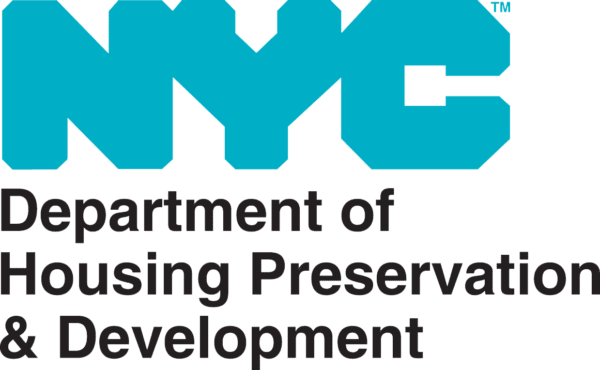 NYC™
Department of
Housing Preservation
& Development